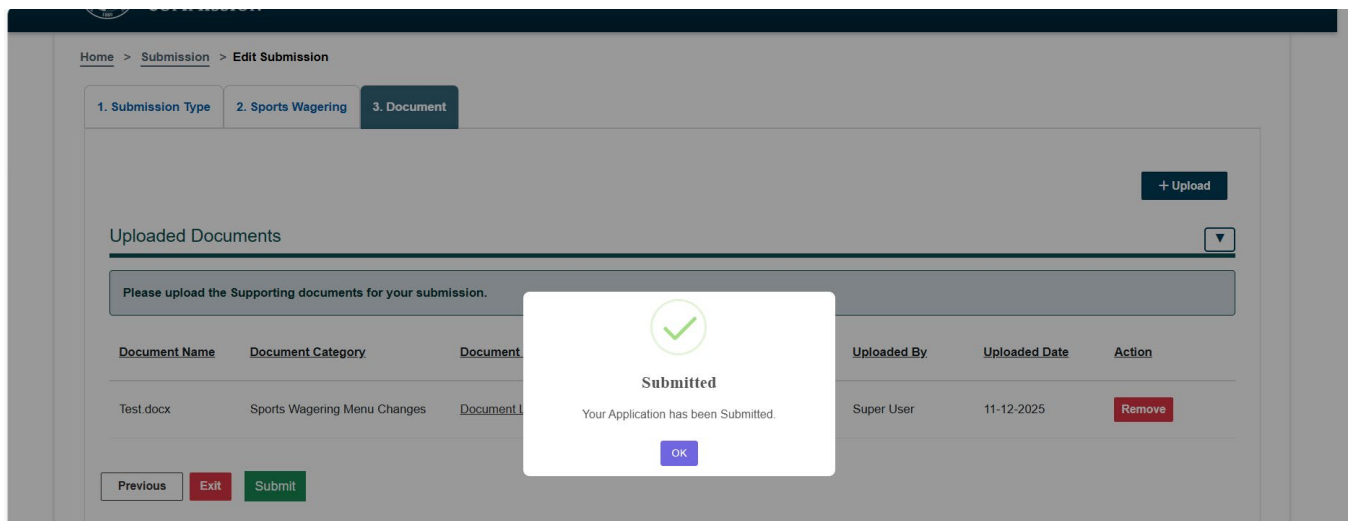 Home > Submission > Edit Submission
1. Submission Type 2. Sports Wagering 3. Document
+ Upload
Uploaded Documents
▼
Please upload the Supporting documents for your submission.
Document Name Document Category Document Uploaded By Uploaded Date Action
Test.docx Sports Wagering Menu Changes Document L Super User 11-12-2025 Remove
Submitted
Your Application has been Submitted.
OK
Previous Exit Submit